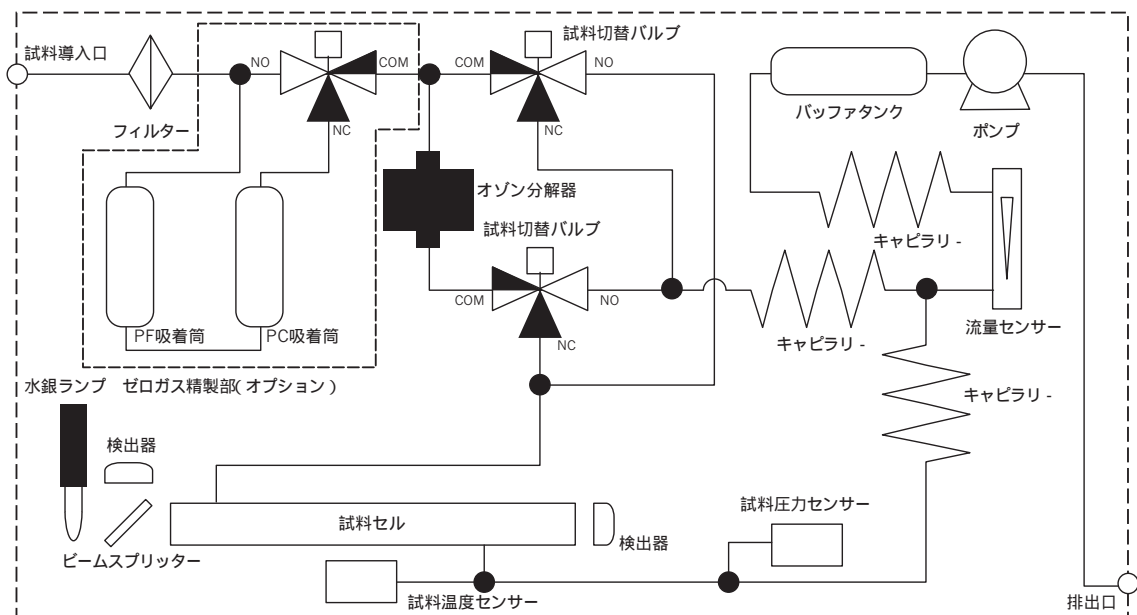 試料切替バルブ
試料導入口
NO
COM
COM
NO
フィルター
NC
NC
バッファタンク
ポンプ
オゾン分解器
試料切替バルブ
キャピラリ -
COM
NO
PF吸着筒
PC吸着筒
NC
キャピラリ -
流量センサー
水銀ランプ
ゼロガス精製部(オプション)
キャピラリ -
検出器
試料圧力センサー
試料セル
検出器
ビームスプリッター
試料温度センサー
排出口